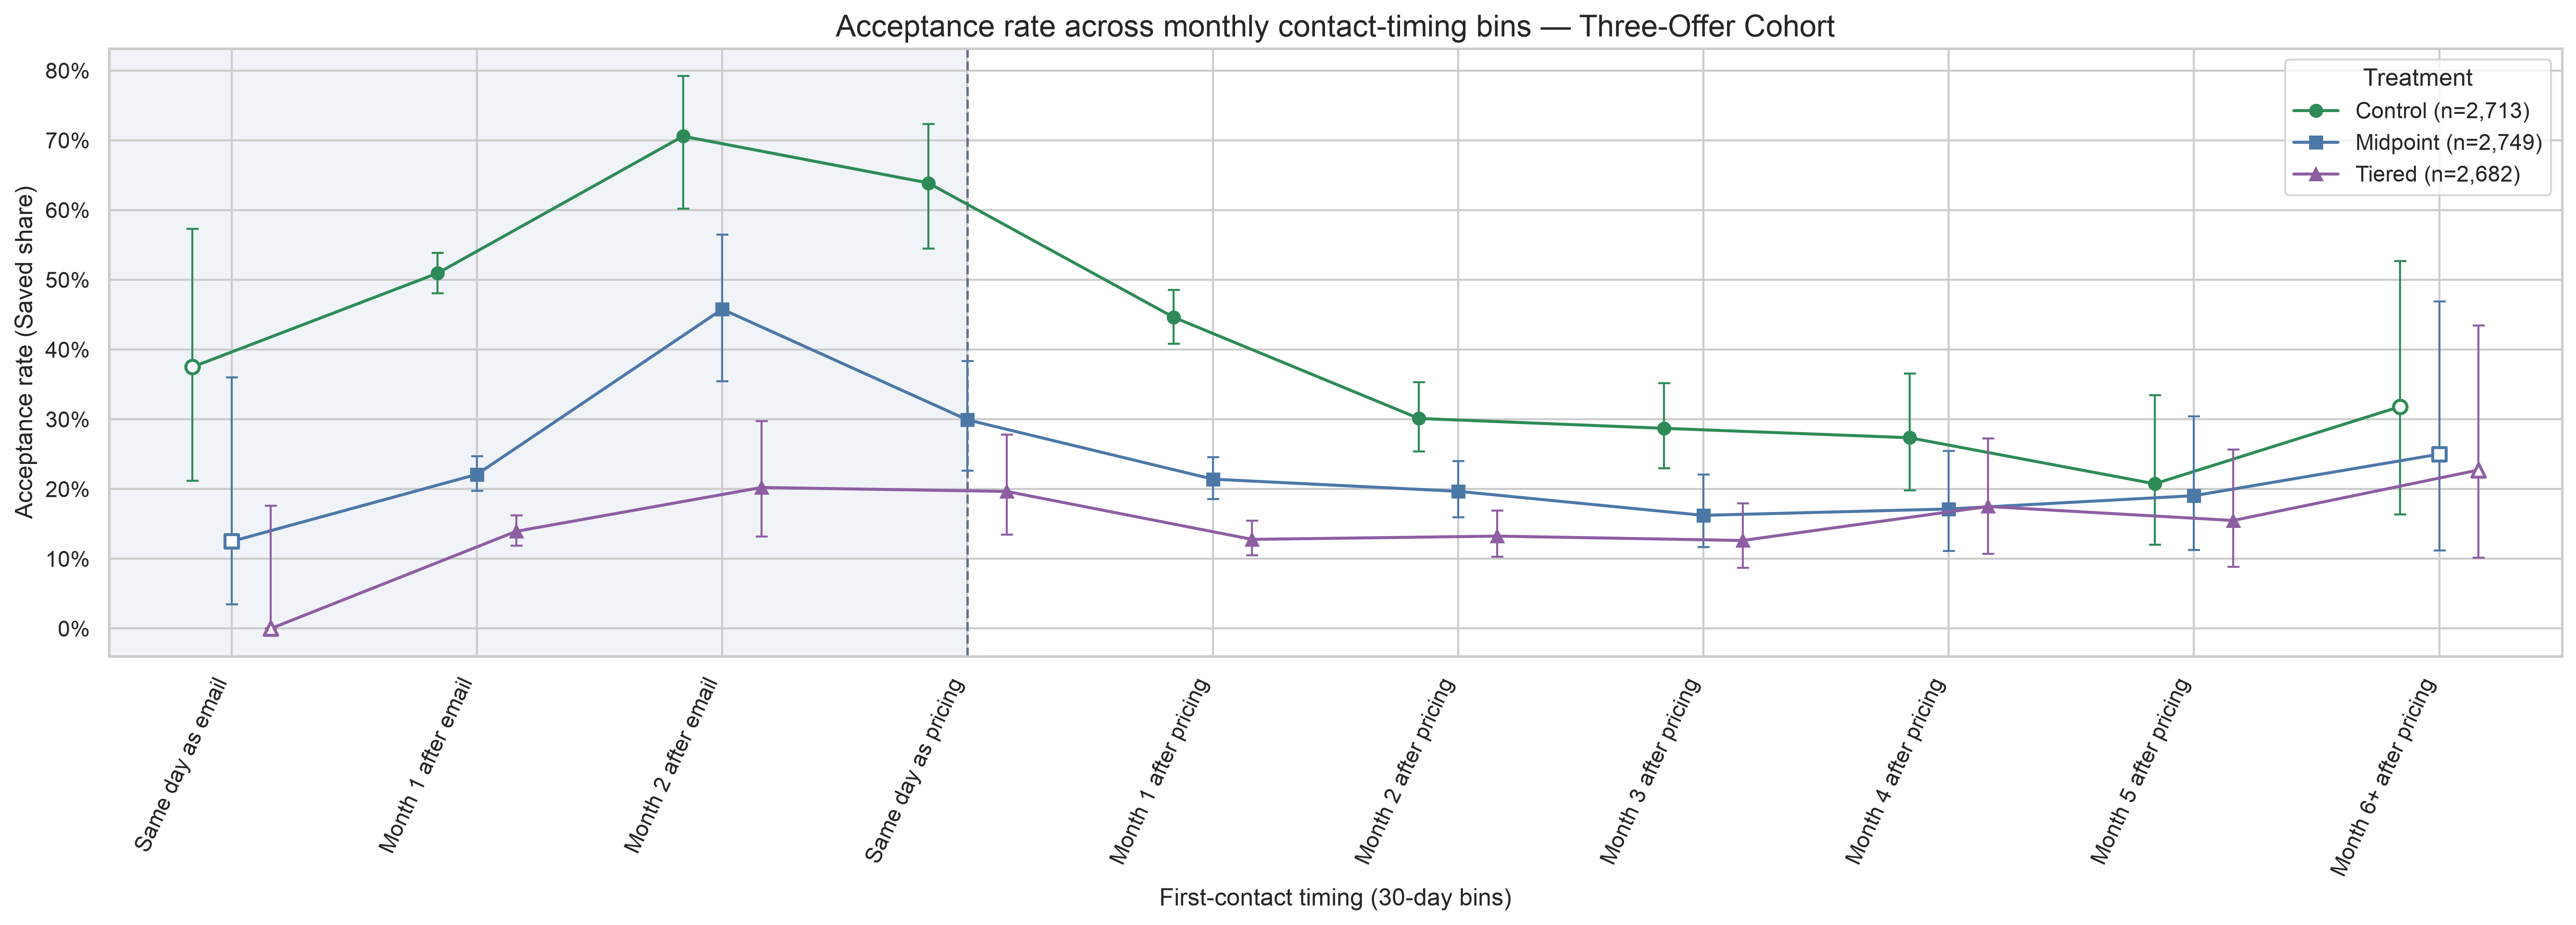 Acceptance rate across monthly contact-timing bins — Three-Offer Cohort
Acceptance rate (Saved share)
80%
70%
60%
50%
40%
30%
20%
10%
0%
Treatment
Control (n=2,713)
Midpoint (n=2,749)
Tiered (n=2,682)
Same day as email
Month 1 after email
Month 2 after email
Same day as pricing
Month 1 after pricing
Month 2 after pricing
Month 3 after pricing
Month 4 after pricing
Month 5 after pricing
Month 6+ after pricing
First-contact timing (30-day bins)